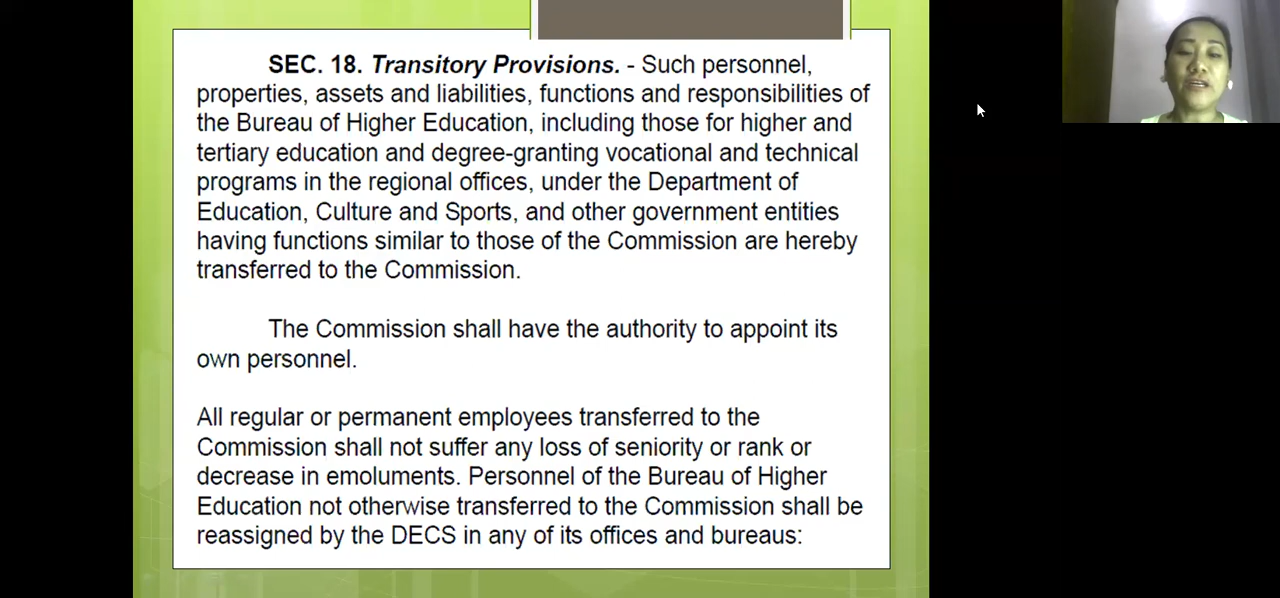 SEC. 18. Transitory Provisions. - Such personnel,
properties, assets and liabilities, functions and responsibilities of
the Bureau of Higher Education, including those for higher and
tertiary education and degree-granting vocational and technical
programs in the regional offices, under the Department of
Education, Culture and Sports, and other government entities
having functions similar to those of the Commission are hereby
transferred to the Commission.
The Commission shall have the authority to appoint its
own personnel.
All regular or permanent employees transferred to the
Commission shall not suffer any loss of seniority or rank or
decrease in emoluments. Personnel of the Bureau of Higher
Education not otherwise transferred to the Commission shall be
reassigned by the DECS in any of its offices and bureaus: